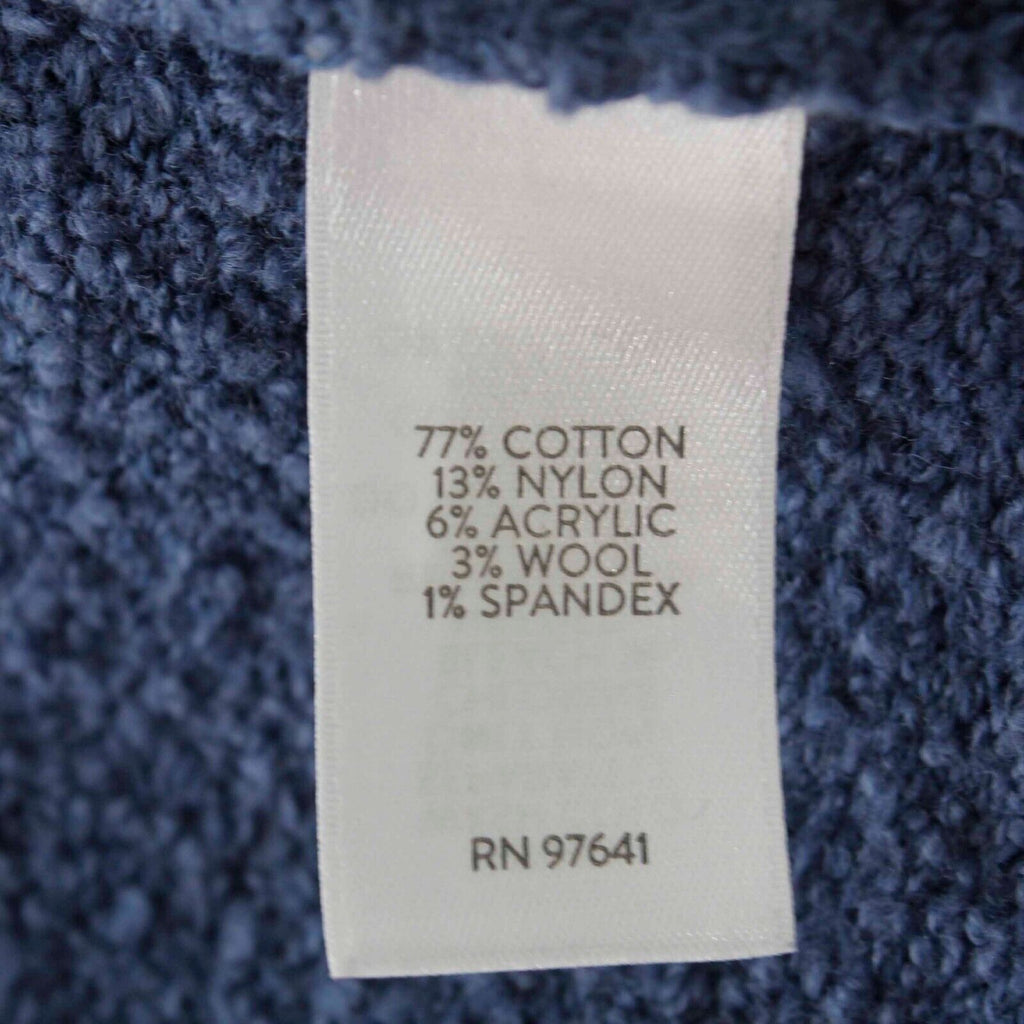 77% COTTON
13% NYLON
6% ACRYLIC
3% WOOL
1% SPANDEX
RN 97641